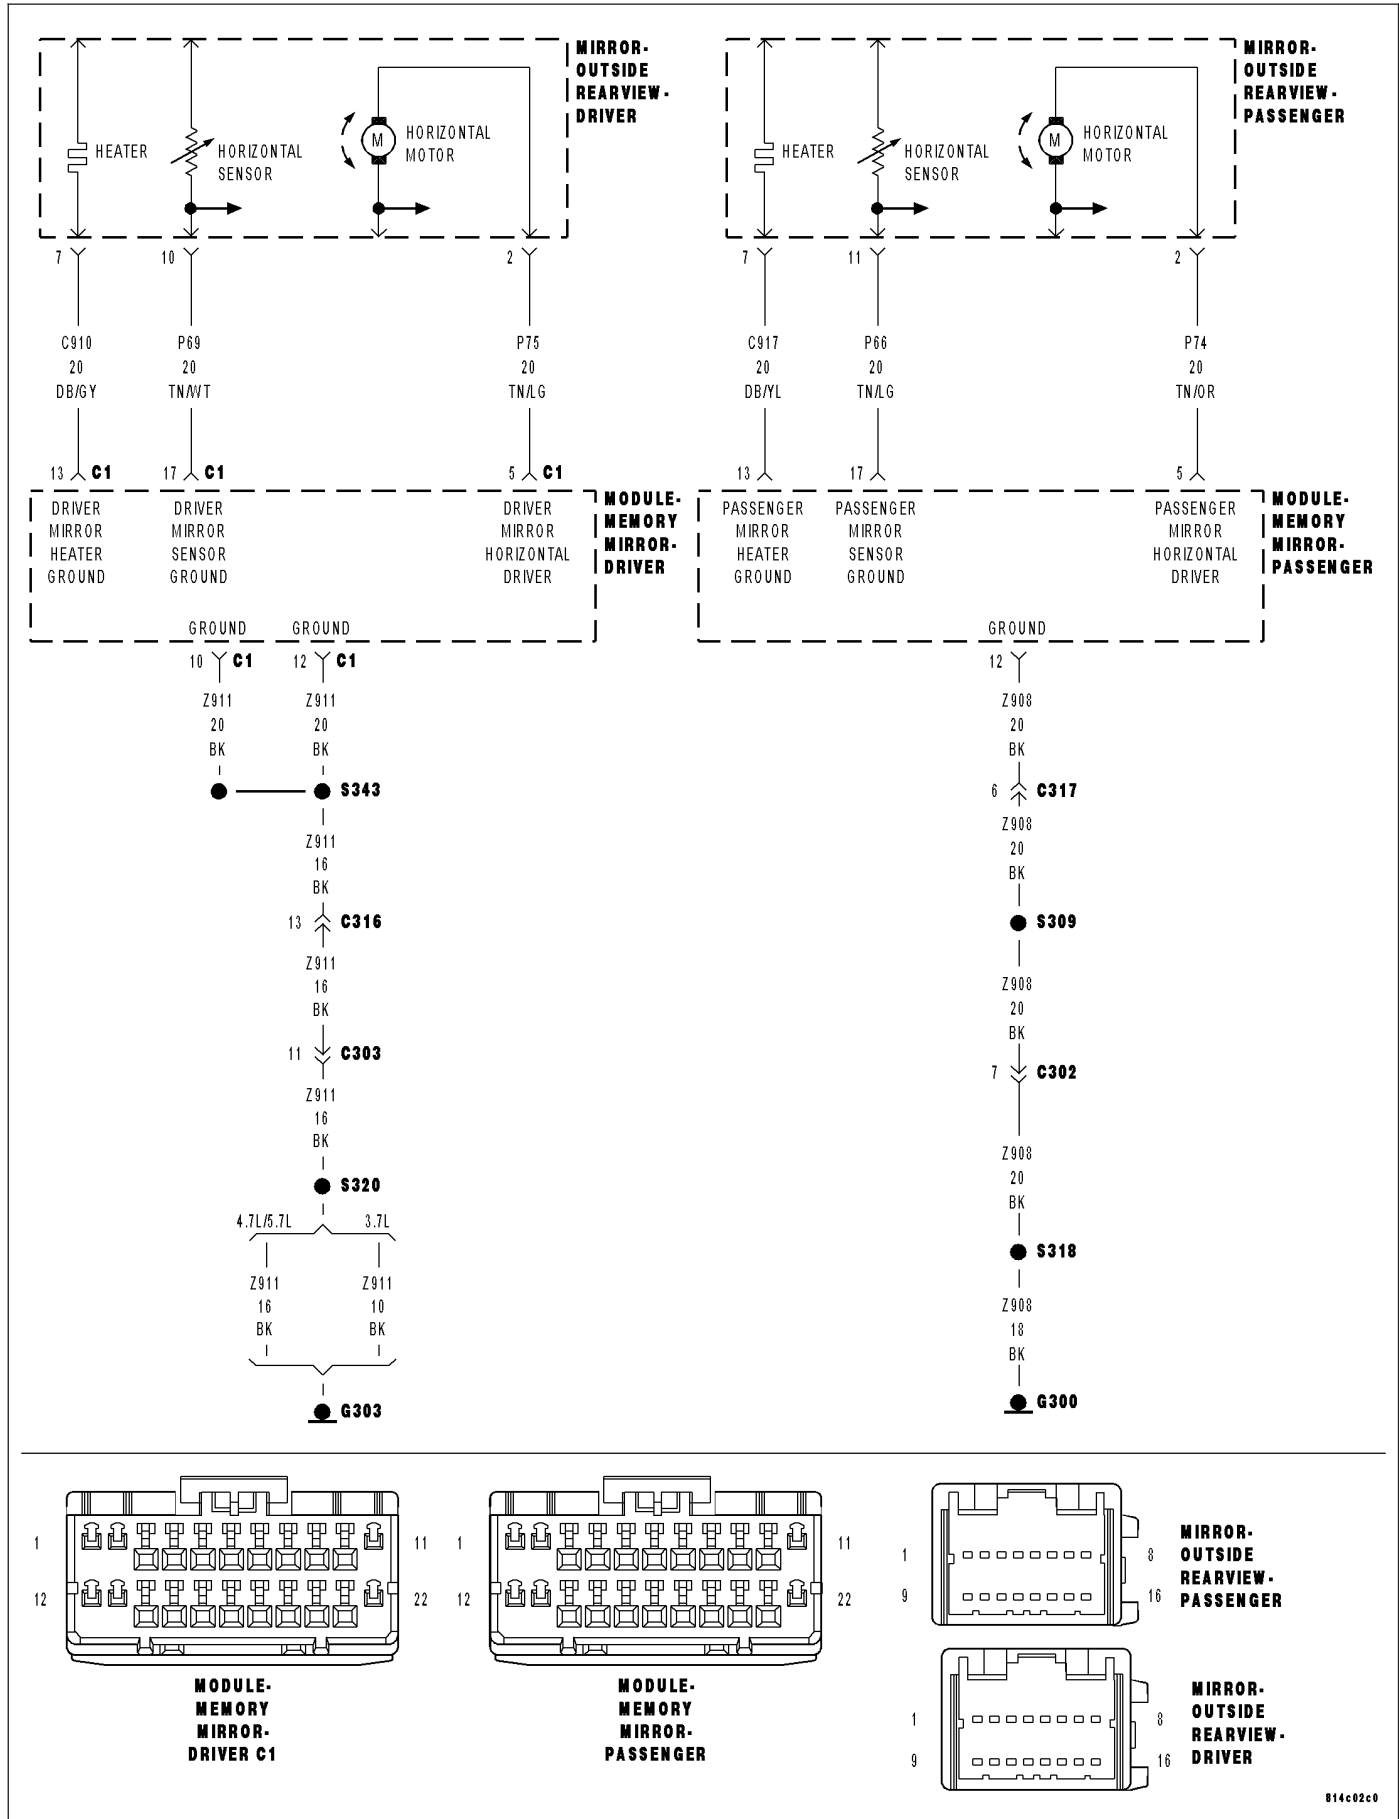 MIRROR-
OUTSIDE
REARVIEW-
DRIVER
HEATER
HORIZONTAL
SENSOR
M
HORIZONTAL
MOTOR
MIRROR-
OUTSIDE
REARVIEW-
PASSENGER
HEATER
HORIZONTAL
SENSOR
M
HORIZONTAL
MOTOR
7
10
2
7
11
2
C910
20
DB/GY
P69
20
TN/WT
P75
20
TN/LG
C917
20
DB/YL
P66
20
TN/LG
P74
20
TN/OR
13 C1
17 C1
5 C1
13
17
5
DRIVER
MIRROR
HEATER
GROUND
DRIVER
MIRROR
SENSOR
GROUND
DRIVER
MIRROR
HORIZONTAL
DRIVER
MODULE-
MEMORY
MIRROR-
DRIVER
PASSENGER
MIRROR
HEATER
GROUND
PASSENGER
MIRROR
SENSOR
GROUND
PASSENGER
MIRROR
HORIZONTAL
DRIVER
MODULE-
MEMORY
MIRROR-
PASSENGER
GROUND
GROUND
GROUND
10 C1
12 C1
12
Z911
20
BK
Z911
20
BK
S343
Z911
16
BK
13 C316
Z911
16
BK
11 C303
Z911
16
BK
S320
4.7L/5.7L
3.7L
Z911
16
BK
Z911
10
BK
G303
Z908
20
BK
6 C317
Z908
20
BK
S309
Z908
20
BK
7 C302
Z908
20
BK
S318
Z908
18
BK
G300
1
11
12
22
MODULE-
MEMORY
MIRROR-
DRIVER C1
1
11
12
22
MODULE-
MEMORY
MIRROR-
PASSENGER
1
8
9
16
MIRROR-
OUTSIDE
REARVIEW-
PASSENGER
1
8
9
16
MIRROR-
OUTSIDE
REARVIEW-
DRIVER
814c02c0